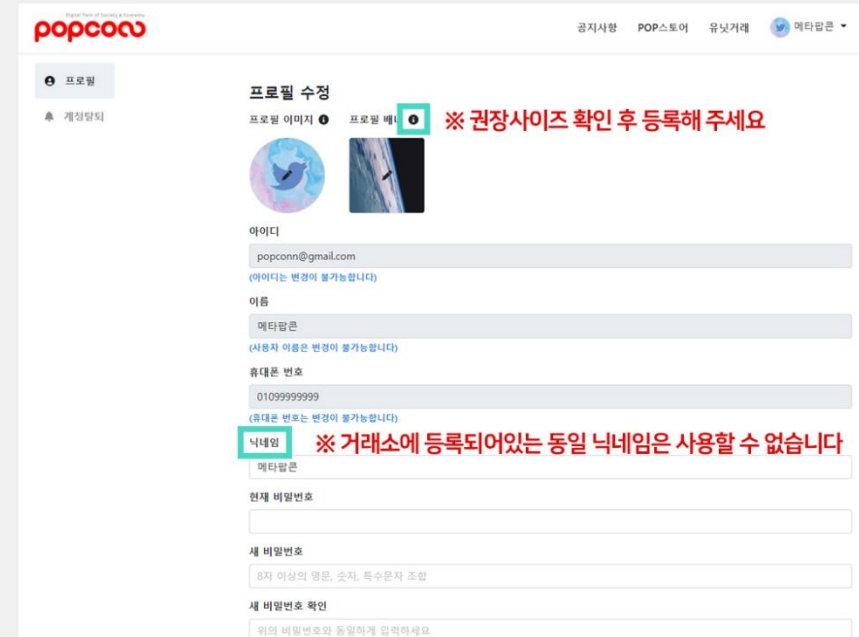 Digital Twin of Society & Economy
popcon
공지사항 POP스토어 유닛거래 메타팝콘
프로필
계정탈퇴
프로필 수정
프로필 이미지 프로필 배너 ※ 권장사이즈 확인 후 등록해 주세요
아이디
popconn@gmail.com
(아이디는 변경이 불가능합니다)
이름
메타팝콘
(사용자 이름은 변경이 불가능합니다)
휴대폰 번호
01099999999
(휴대폰 번호는 변경이 불가능합니다)
닉네임 ※ 거래소에 등록되어있는 동일 닉네임은 사용할 수 없습니다
메타팝콘
현재 비밀번호
새 비밀번호
8자 이상의 영문, 숫자, 특수문자 조합
새 비밀번호 확인
위의 비밀번호와 동일하게 입력하세요